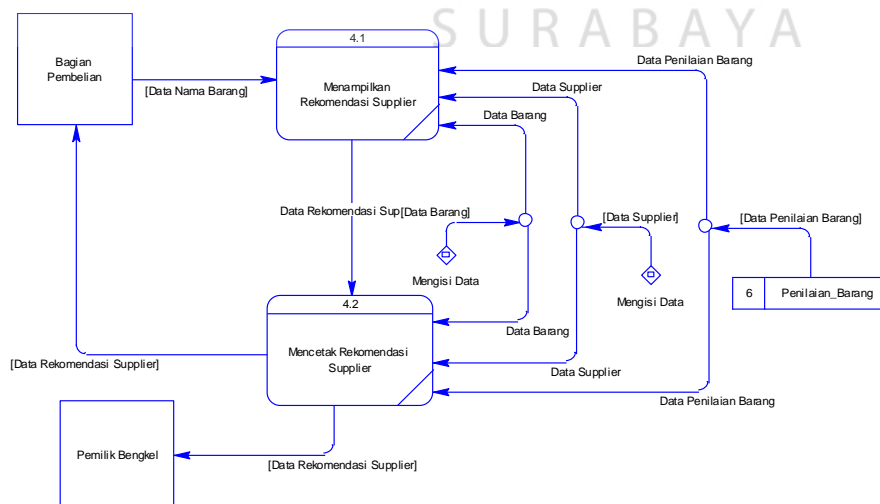 SURABAYA
4.1
Bagian
Pembelian
[Data Nama Barang]
Menampilkan
Rekomendasi Supplier
Data Penilaian Barang
Data Supplier
Data Barang
Data Rekomendasi Sup
[Data Barang]
[Data Supplier]
[Data Penilaian Barang]
Mengisi Data
Mengisi Data
6 Penilaian_Barang
4.2
Mencetak Rekomendasi
Supplier
Data Barang
Data Supplier
Data Penilaian Barang
[Data Rekomendasi Supplier]
Pemilik Bengkel
[Data Rekomendasi Supplier]